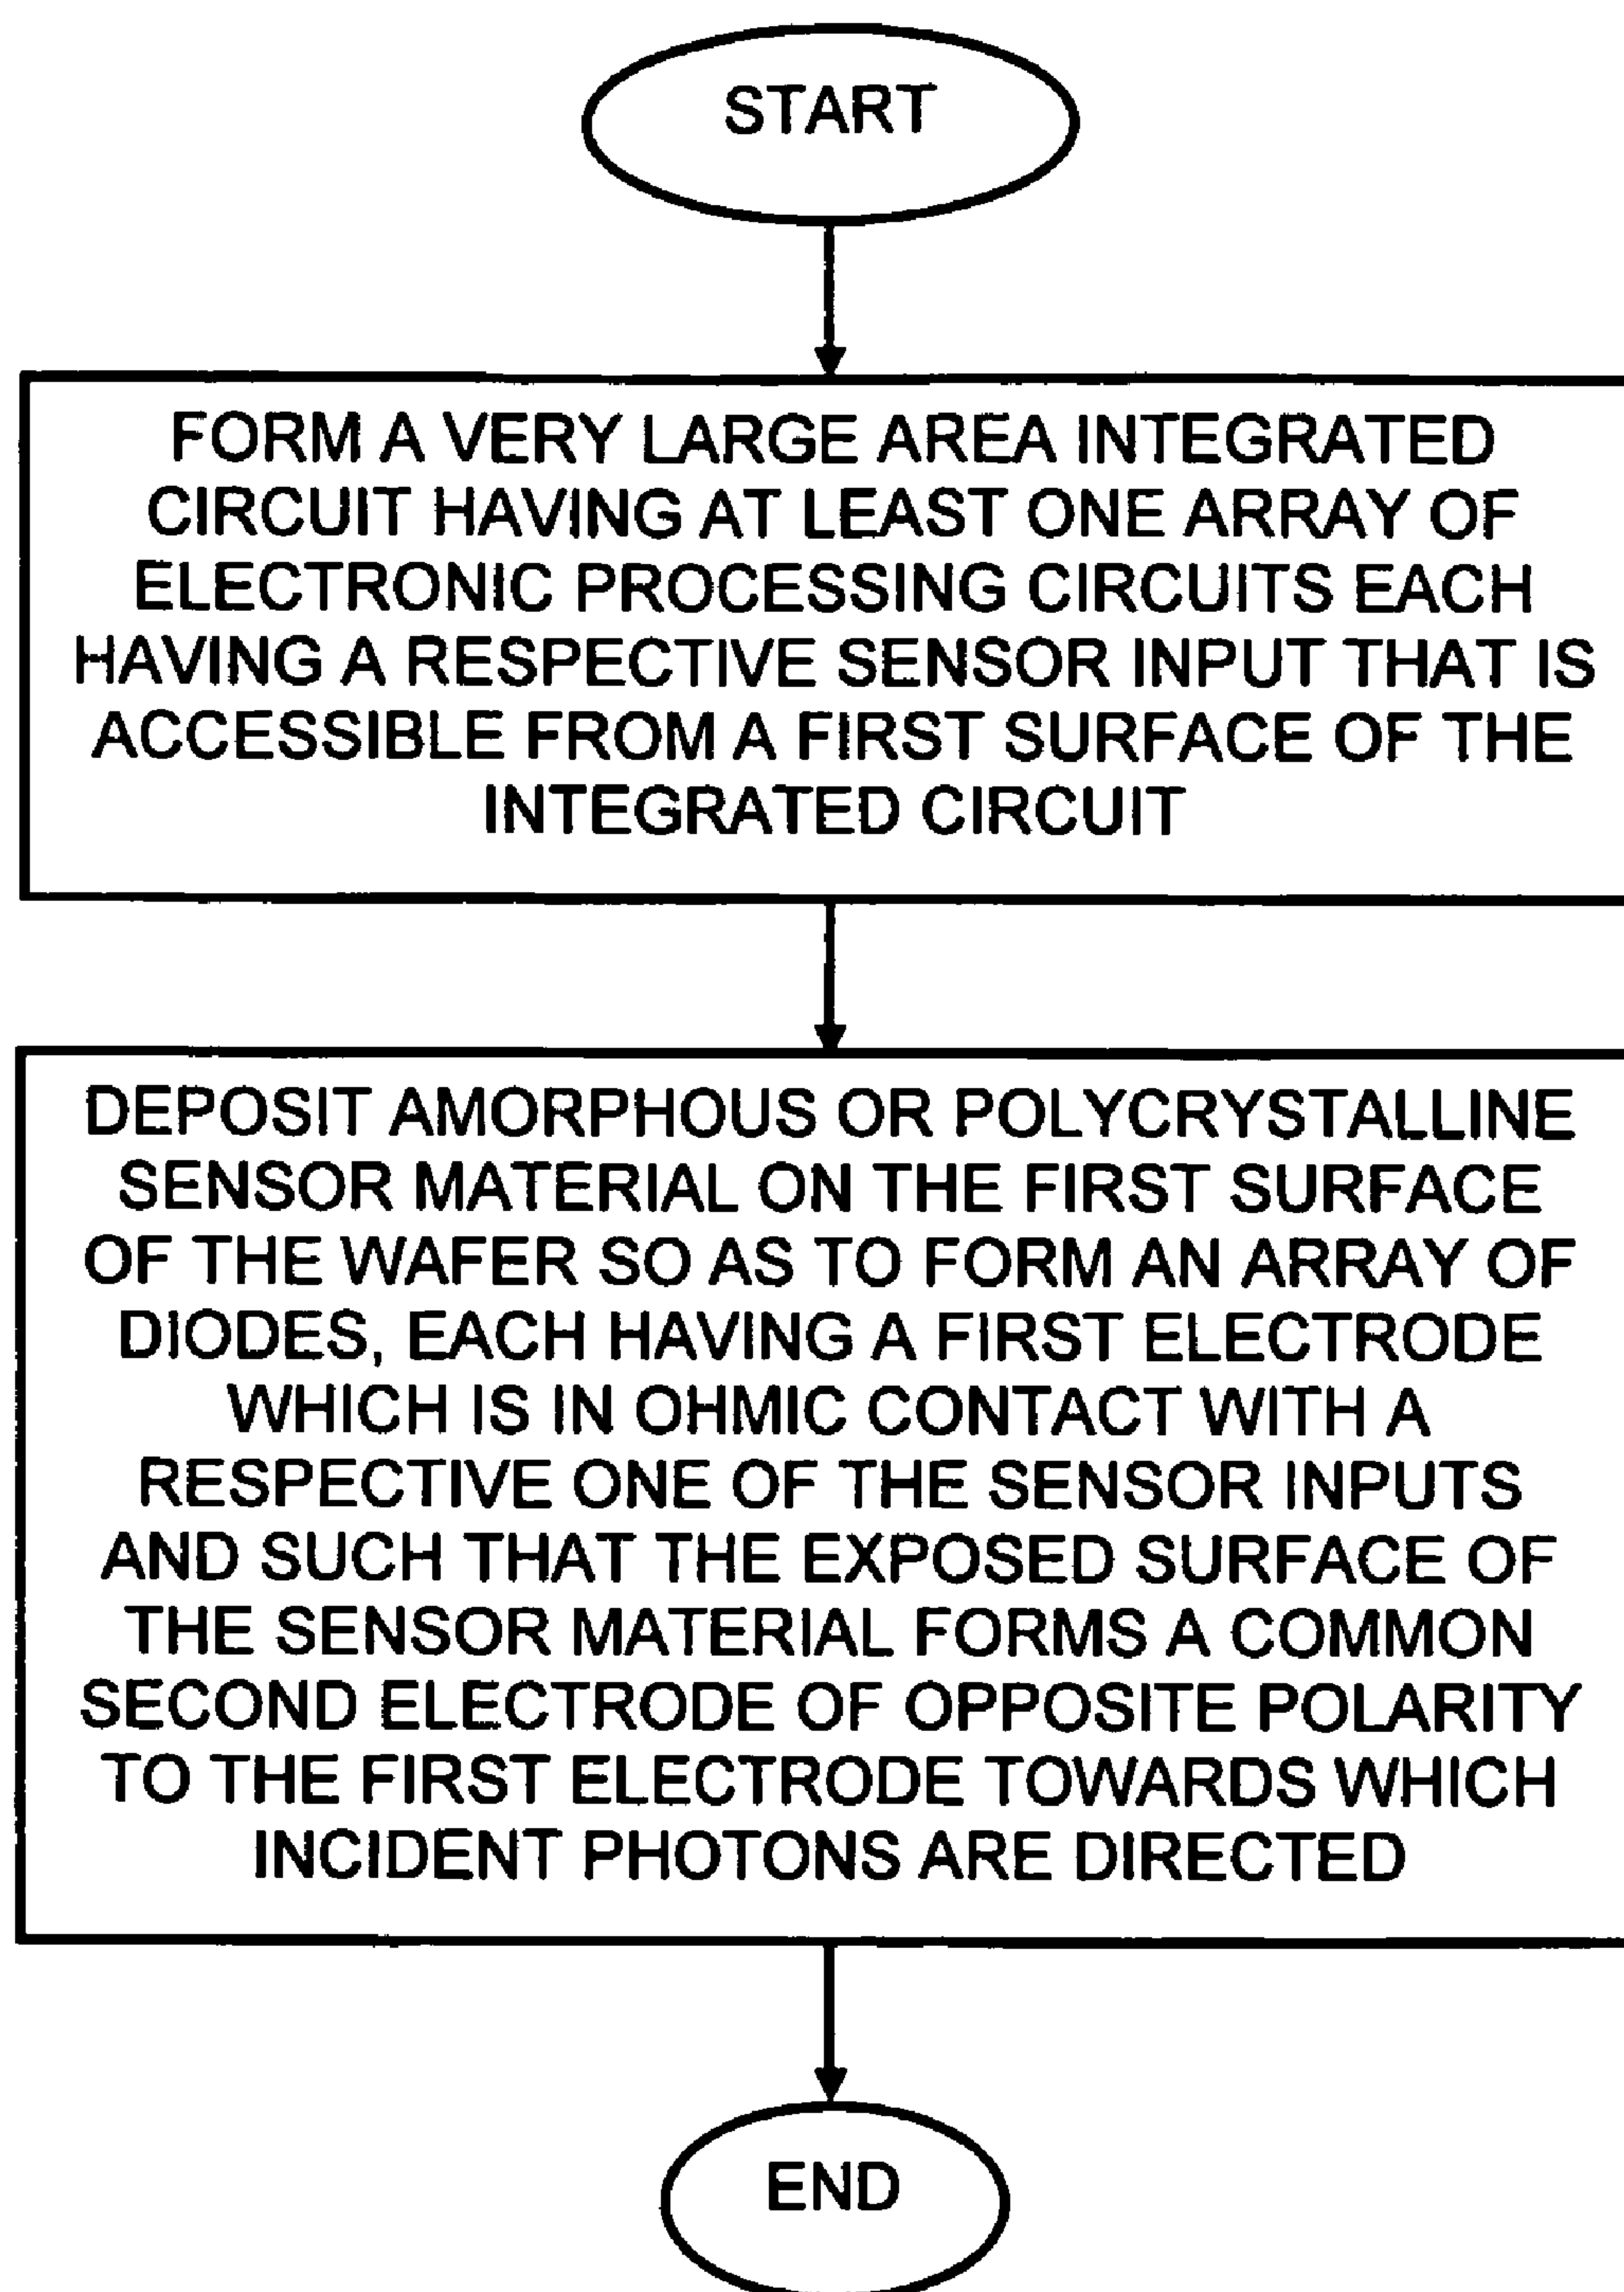 START
FORM A VERY LARGE AREA INTEGRATED
CIRCUIT HAVING AT LEAST ONE ARRAY OF
ELECTRONIC PROCESSING CIRCUITS EACH
HAVING A RESPECTIVE SENSOR INPUT THAT IS
ACCESSIBLE FROM A FIRST SURFACE OF THE
INTEGRATED CIRCUIT
DEPOSIT AMORPHOUS OR POLYCRYSTALLINE
SENSOR MATERIAL ON THE FIRST SURFACE
OF THE WAFER SO AS TO FORM AN ARRAY OF
DIODES, EACH HAVING A FIRST ELECTRODE
WHICH IS IN OHMIC CONTACT WITH A
RESPECTIVE ONE OF THE SENSOR INPUTS
AND SUCH THAT THE EXPOSED SURFACE OF
THE SENSOR MATERIAL FORMS A COMMON
SECOND ELECTRODE OF OPPOSITE POLARITY
TO THE FIRST ELECTRODE TOWARDS WHICH
INCIDENT PHOTONS ARE DIRECTED
END